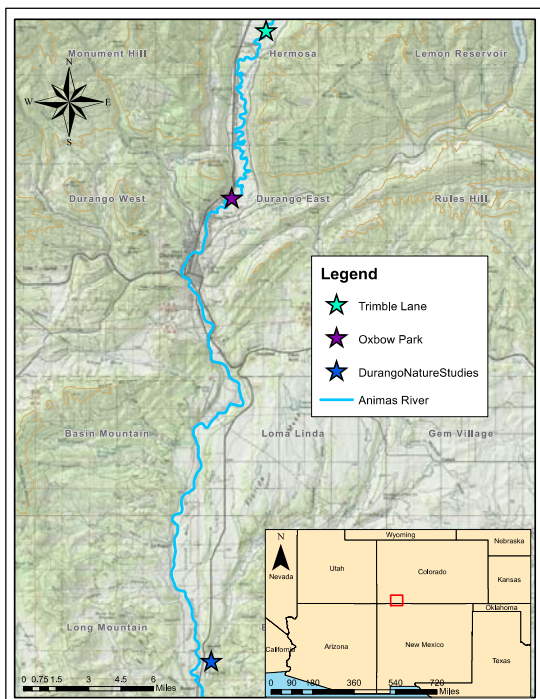 Monument Hill
Hermosa
Lemon Reservoir
N
W
E
S
Durango West
Durango East
Rules Hill
Legend
Trimble Lane
Oxbow Park
DurangoNatureStudies
Animas River
Basin Mountain
Loma Linda
Gem Village
Long Mountain
0 0.75 1.5 3 4.5 6
Miles
N
Wyoming
Nebraska
Nevada
Utah
Colorado
Kansas
Oklahoma
California
Arizona
New Mexico
Texas
0 90 180 360 540 720
Miles